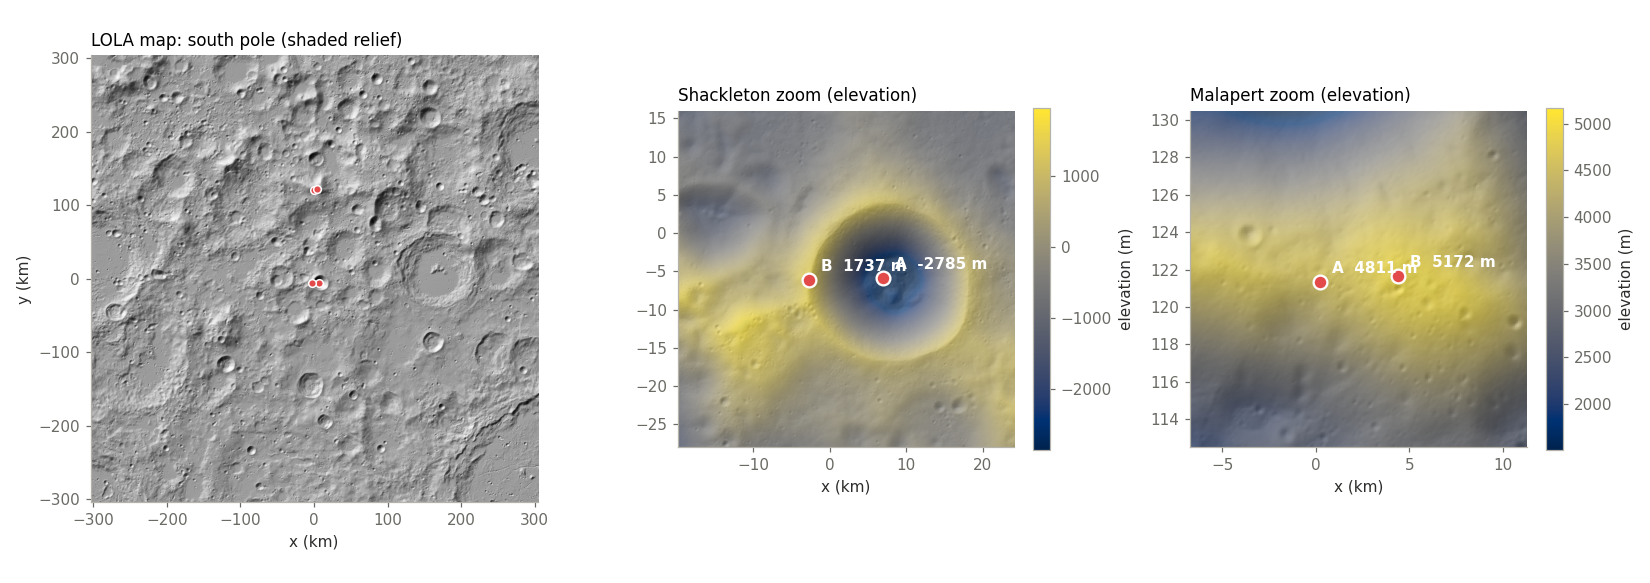 LOLA map: south pole (shaded relief)
300
200
100
0
−100
−200
−300
y (km)
−300 −200 −100 0 100 200 300
x (km)
Shackleton zoom (elevation)
15
10
5
0
−5
−10
−15
−20
−25
B 1737 m
A -2785 m
−10 0 10 20
x (km)
1000
0
−1000
−2000
elevation (m)
Malapert zoom (elevation)
130
128
126
124
122
120
118
116
114
A 4811 m
B 5172 m
−5 0 5 10
x (km)
5000
4500
4000
3500
3000
2500
2000
elevation (m)